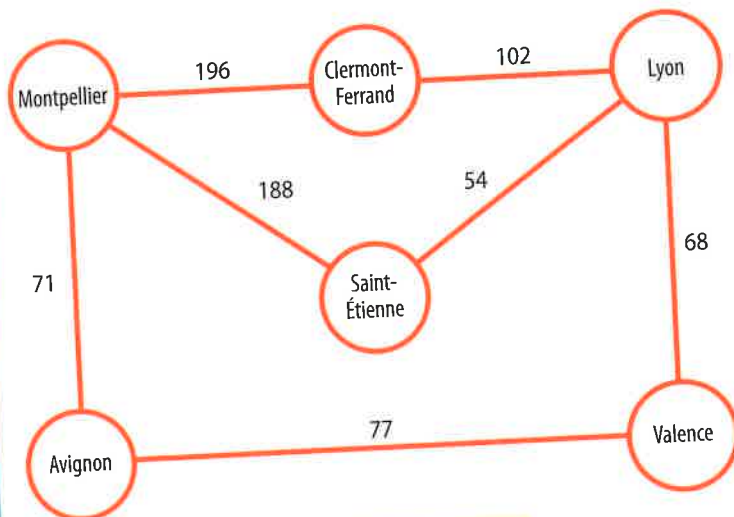 Montpellier
196
Clermont-
Ferrand
102
Lyon
188
54
71
Saint-
Étienne
68
Avignon
77
Valence